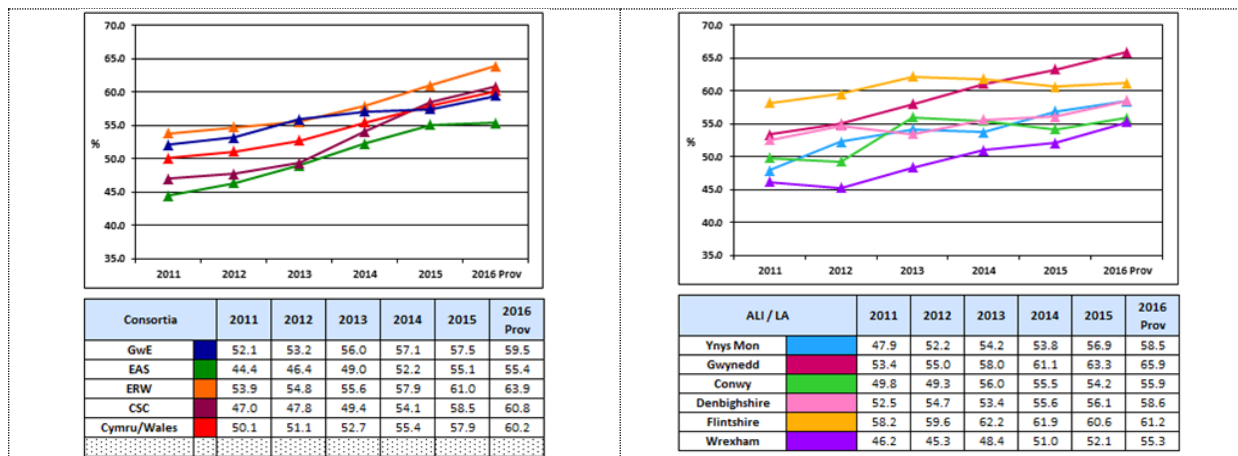 70.0
65.0
60.0
55.0
%
50.0
45.0
40.0
35.0
2011 2012 2013 2014 2015 2016 Prov
Consortia 2011 2012 2013 2014 2015 2016 Prov
GwE 52.1 53.2 56.0 57.1 57.5 59.5
EAS 44.4 46.4 49.0 52.2 55.1 55.4
ERW 53.9 54.8 55.6 57.9 61.0 63.9
CSC 47.0 47.8 49.4 54.1 58.5 60.8
Cymru/Wales 50.1 51.1 52.7 55.4 57.9 60.2
70.0
65.0
60.0
55.0
%
50.0
45.0
40.0
35.0
2011 2012 2013 2014 2015 2016 Prov
ALI / LA 2011 2012 2013 2014 2015 2016 Prov
Ynys Mon 47.9 52.2 54.2 53.8 56.9 58.5
Gwynedd 53.4 55.0 58.0 61.1 63.3 65.9
Conwy 49.8 49.3 56.0 55.5 54.2 55.9
Denbighshire 52.5 54.7 53.4 55.6 56.1 58.6
Flintshire 58.2 59.6 62.2 61.9 60.6 61.2
Wrexham 46.2 45.3 48.4 51.0 52.1 55.3